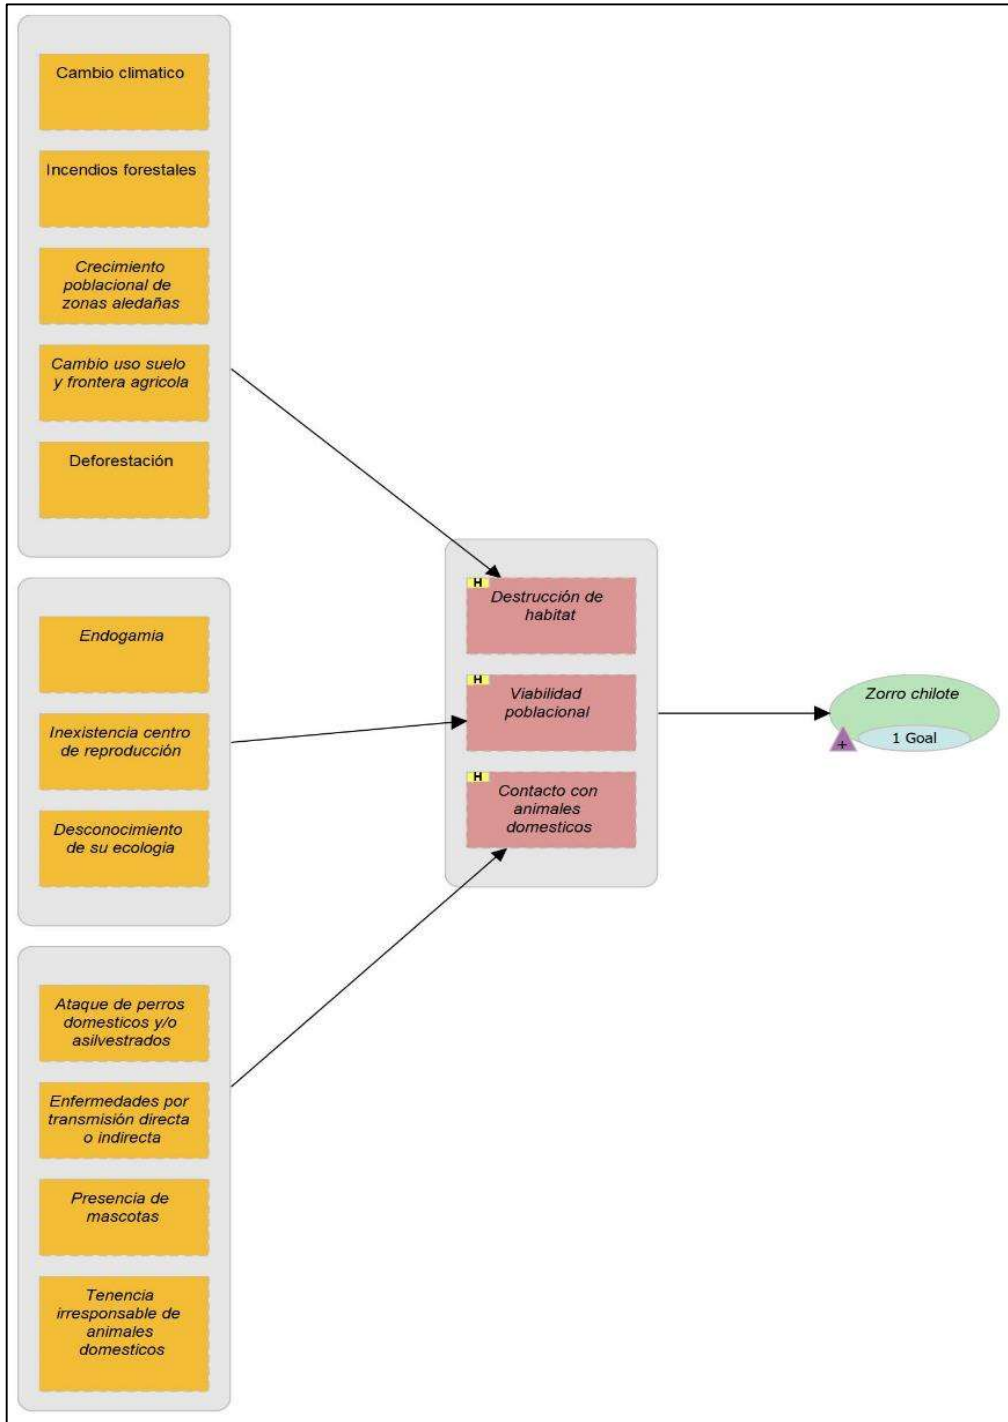 Cambio climatico
Incendios forestales
Crecimiento
poblacional de
zonas aledañas
Cambio uso suelo
y frontera agricola
Deforestación
Endogamia
Inexistencia centro
de reproducción
Desconocimiento
de su ecologia
Ataque de perros
domesticos y/o
asilvestrados
Enfermedades por
transmisión directa
o indirecta
Presencia de
mascotas
Tenencia
irresponsable de
animales
domesticos
H
Destrucción de
habitat
H
Viabilidad
poblacional
H
Contacto con
animales
domesticos
Zorro chilote
1 Goal
+